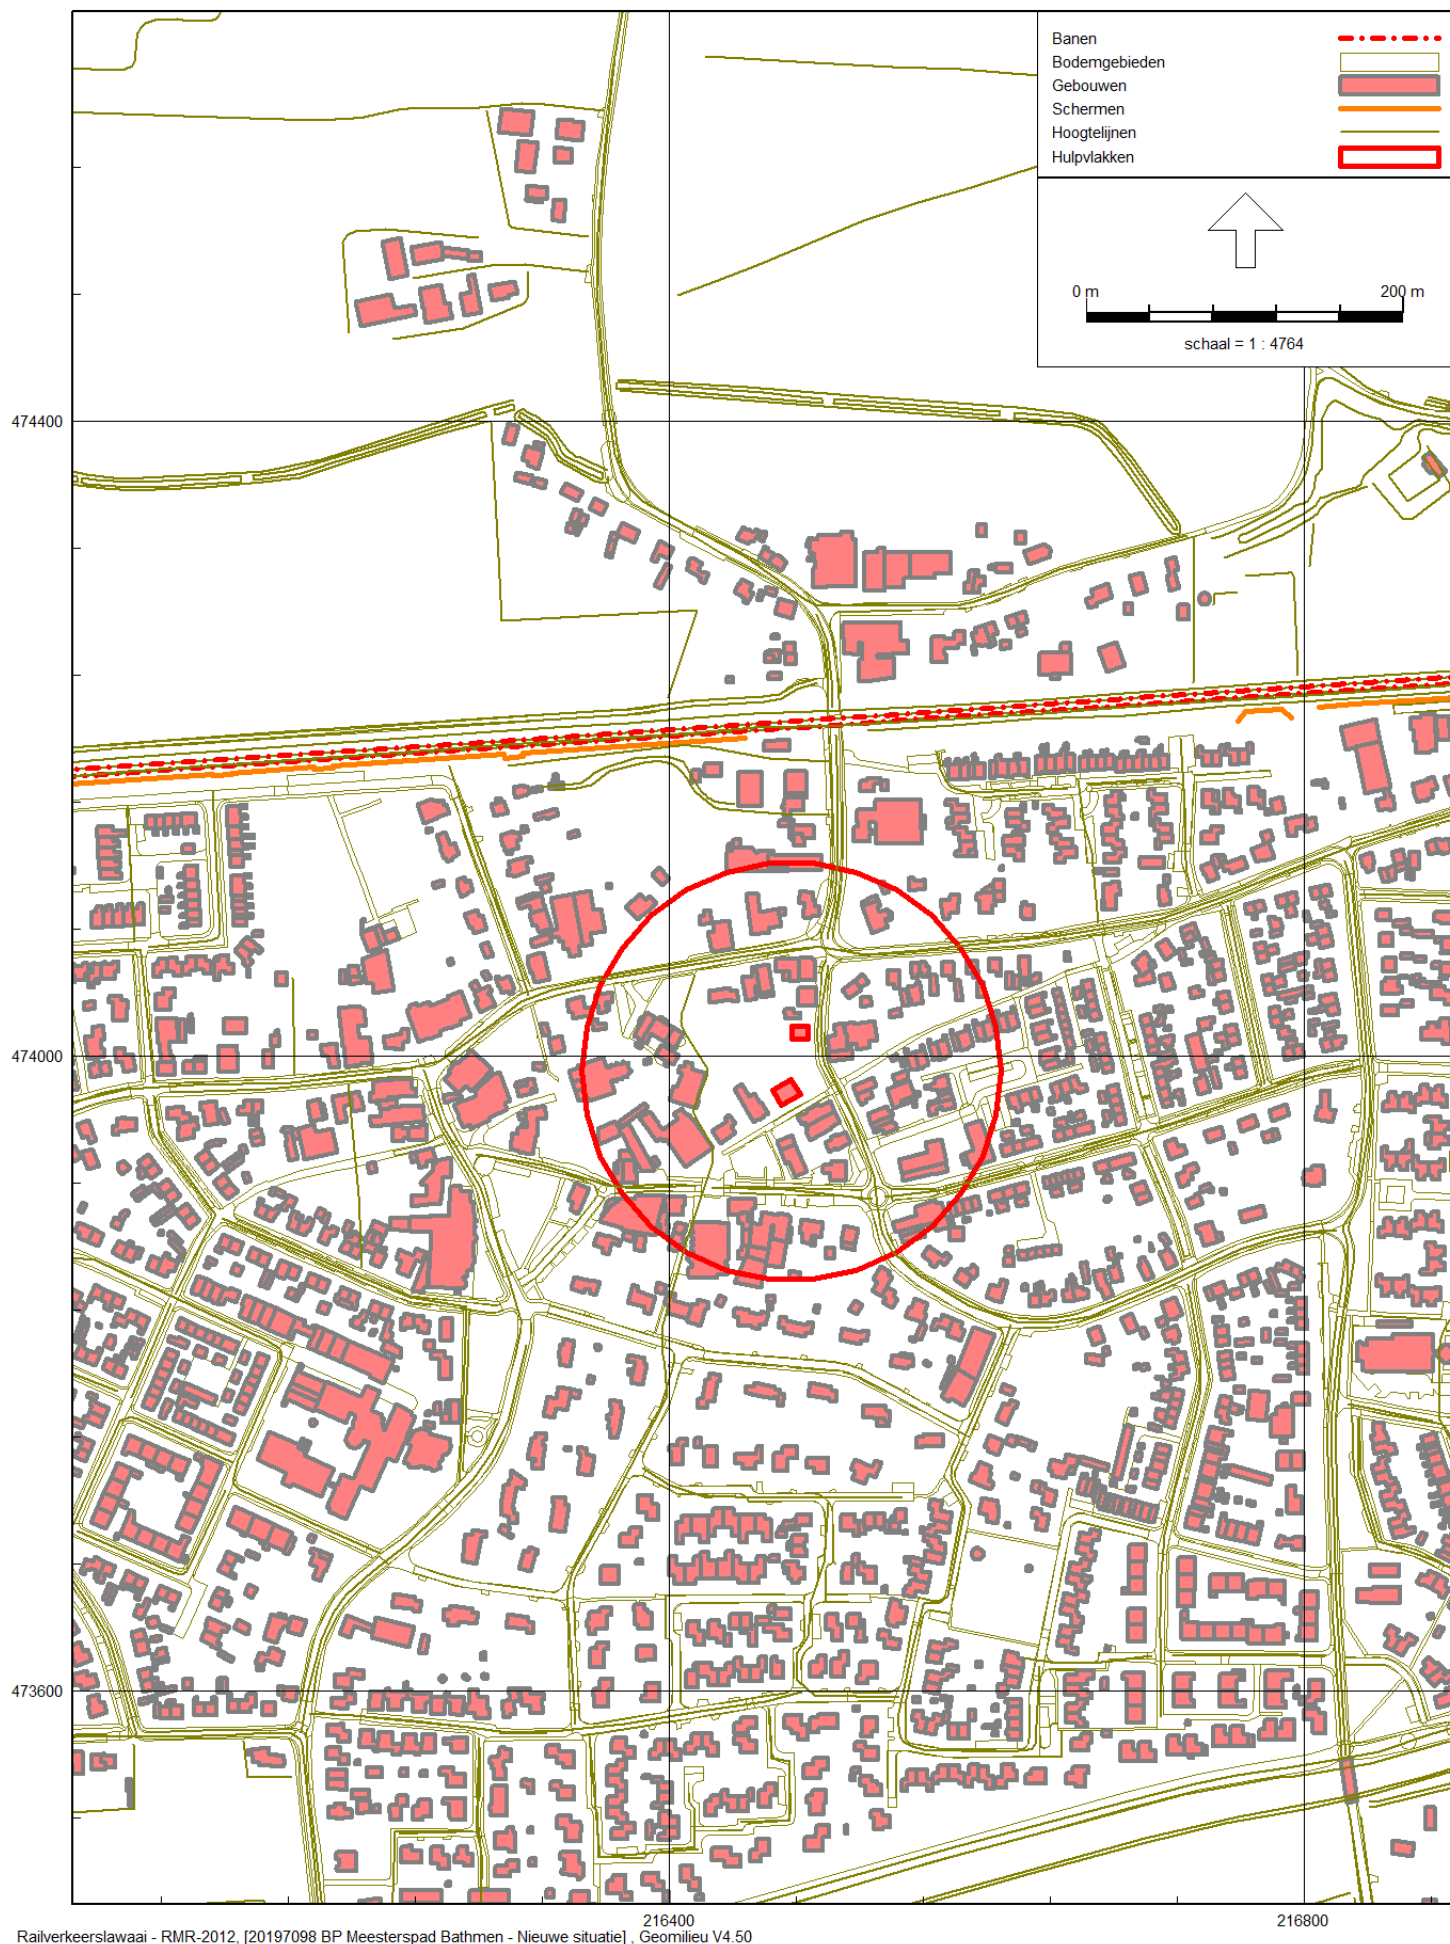 Banen
Bodemgebieden
Gebouwen
Schermen
Hoogtelijnen
Hulpvlakken
0 m 200 m
schaal = 1 : 4764
474400
474000
473600
216400 216800
Railverkeerslawaai - RMR-2012, [20197098 BP Meesterspad Bathmen - Nieuwe situatie] , Geomilieu V4.50